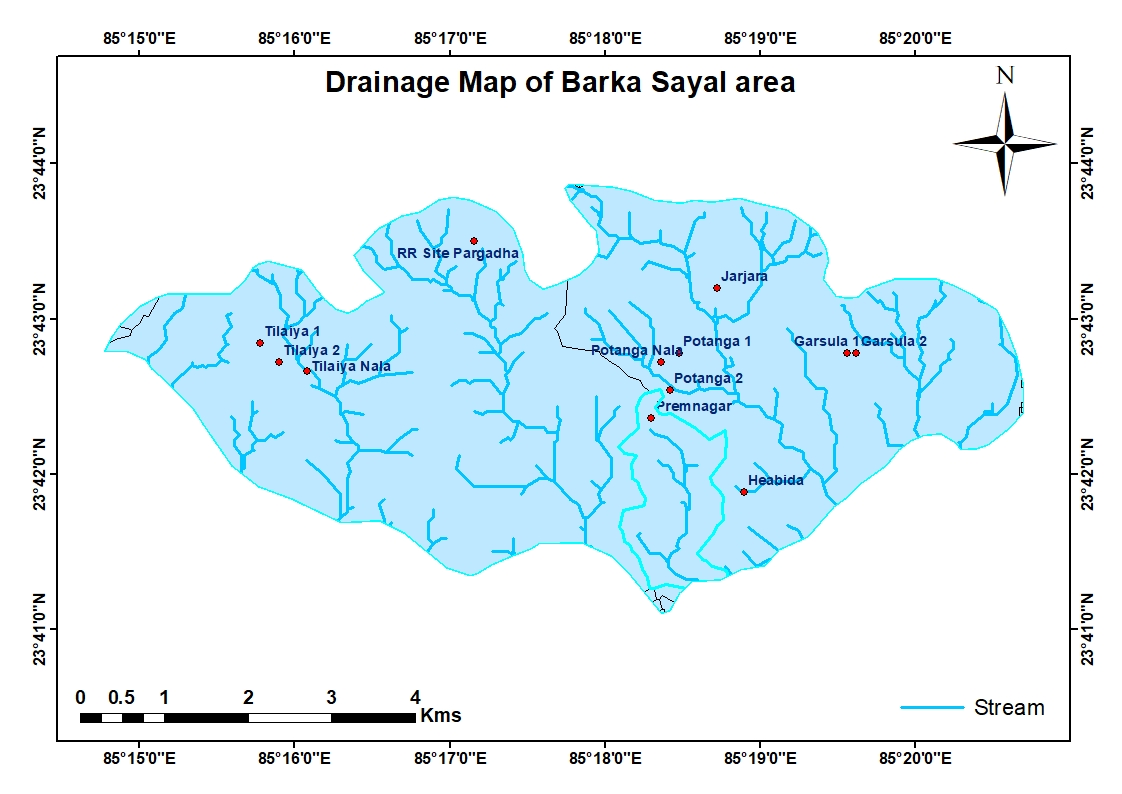 85°15'0"E 85°16'0"E 85°17'0"E 85°18'0"E 85°19'0"E 85°20'0"E
Drainage Map of Barka Sayal area
N
23°44'0"N 23°44'0"N
RR Site Pargadha
Jarjara
23°43'0"N 23°43'0"N
Tilaiya 1
Tilaiya 2
Tilaiya Nala
Potanga Nala
Potanga 1
Garsula 1 Garsula 2
Potanga 2
Premnagar
23°42'0"N 23°42'0"N
Heabida
23°41'0"N 23°41'0"N
0 0.5 1 2 3 4
Kms
Stream
85°15'0"E 85°16'0"E 85°17'0"E 85°18'0"E 85°19'0"E 85°20'0"E